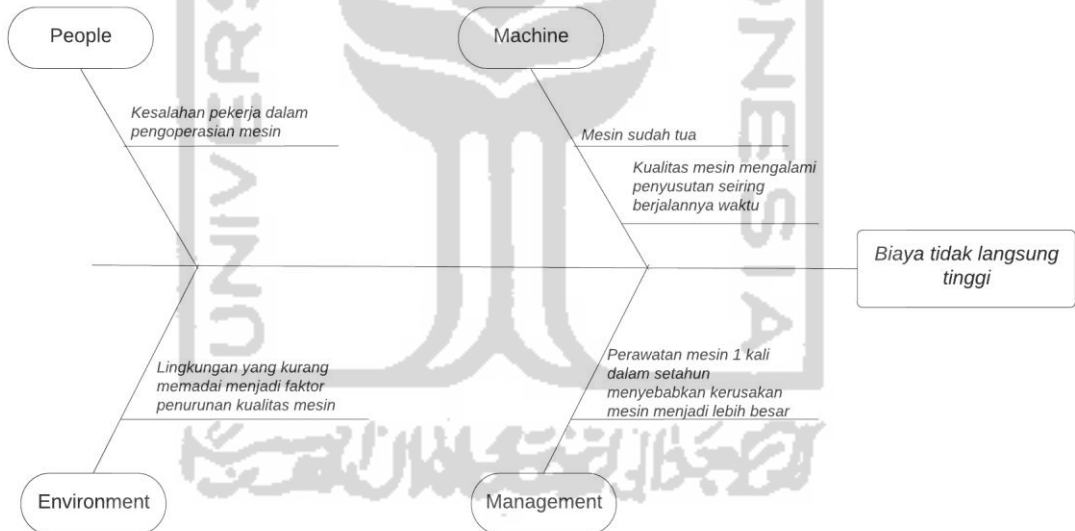 People
Machine
Kesalahan pekerja dalam
pengoperasian mesin
Mesin sudah tua
Kualitas mesin mengalami
penyusutan seiring
berjalannya waktu
Biaya tidak langsung
tinggi
Lingkungan yang kurang
memadai menjadi faktor
penurunan kualitas mesin
Perawatan mesin 1 kali
dalam setahun
menyebabkan kerusakan
mesin menjadi lebih besar
Environment
Management
UNIVERS
ONESIA